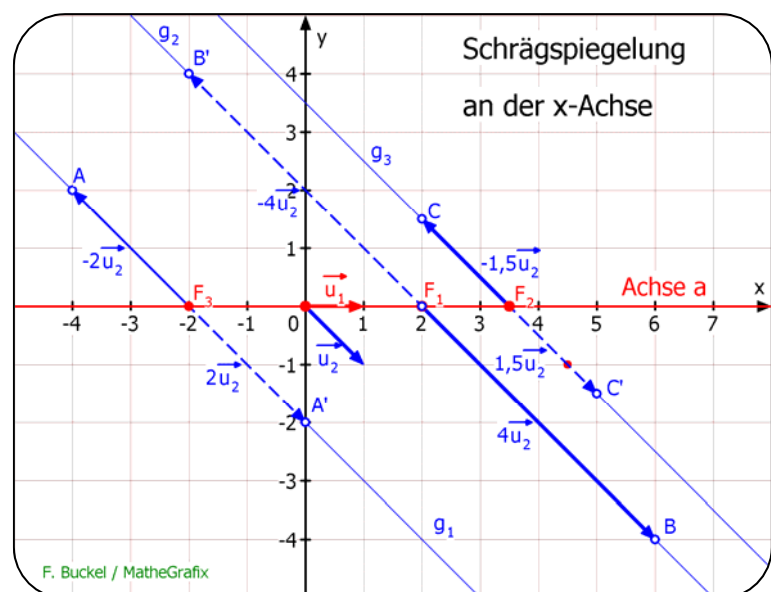 Schrägspiegelung
an der x-Achse
y
g2
B'
4
3
g3
A
2
-4u2
C
-2u2
1
-1,5u2
F3
u1
F1
F2
Achse a
x
-4 -3 -2 -1 0 1 2 3 4 5 6 7
u2
-1
1,5u2
2u2
A'
C'
-2
4u2
-3
g1
B
-4
F. Buckel / MatheGrafix